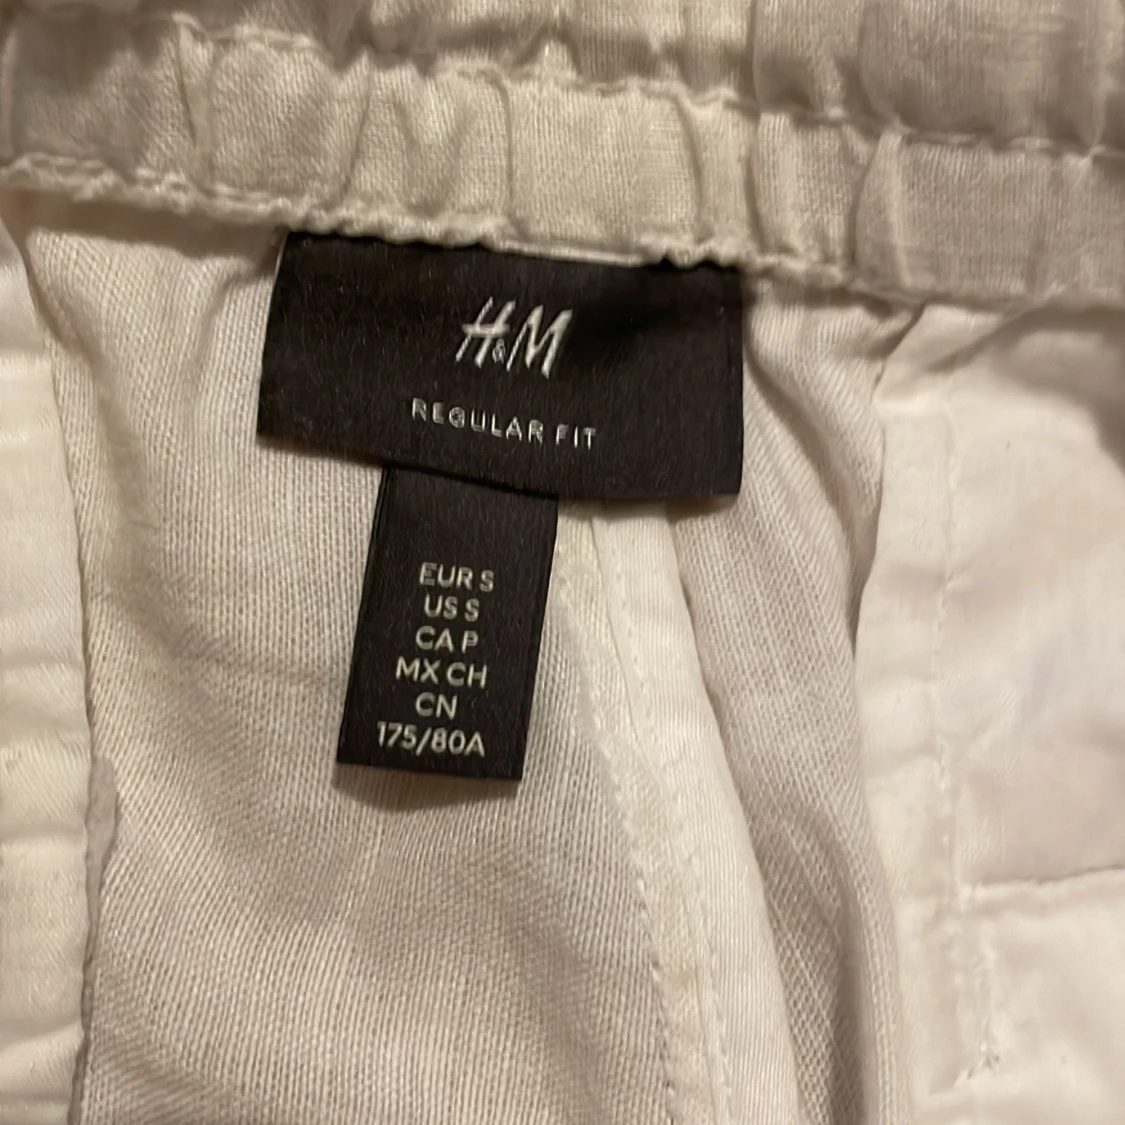 H&M
REGULAR FIT
EUR S
US S
CA P
MX CH
CN
175/80A